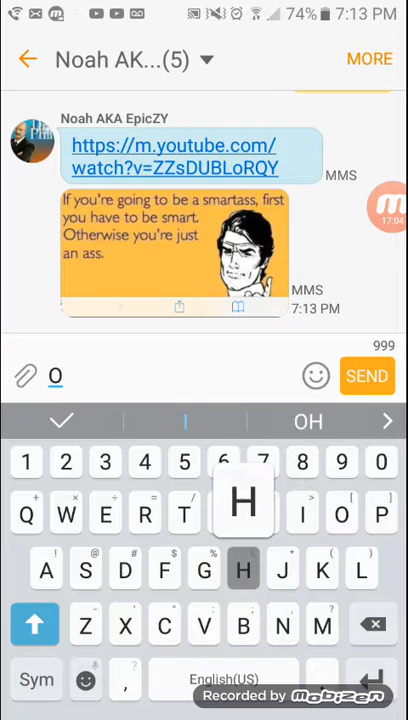 74% 7:13 PM
Noah AK...(5) MORE
Noah AKA EpicZY
https://m.youtube.com/
watch?v=ZZsDUBLoRQY
MMS
17:04
If you're going to be a smartass, first
you have to be smart.
Otherwise you're just
an ass.
MMS
7:13 PM
999
O SEND
I OH
1 2 3 4 5 6 7 8 9 0
Q W E R T H I O P
A S D F G H J K L
Z X C V B N M
Sym , English(US) .
Recorded by mobizen